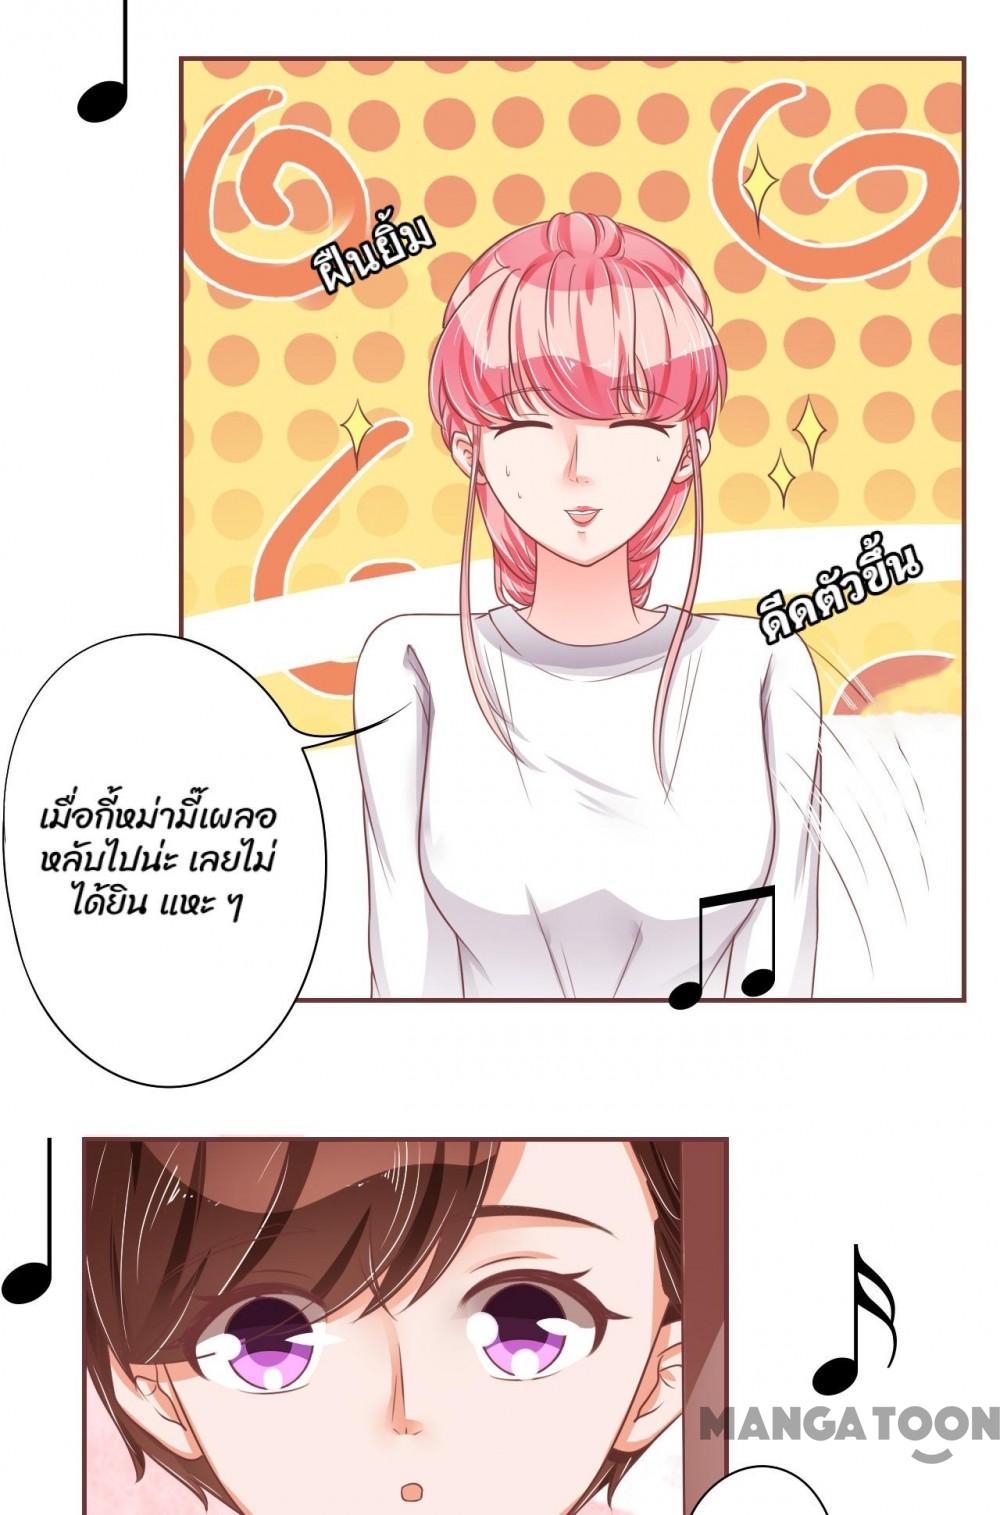 ฝืนยิ้ม
ดีดตัวขึ้น
เมื่อกี้หม่ามี๊เผลอ
หลับไปน่ะ เลยไม่
ได้ยิน แหะ ๆ
MANGATOON